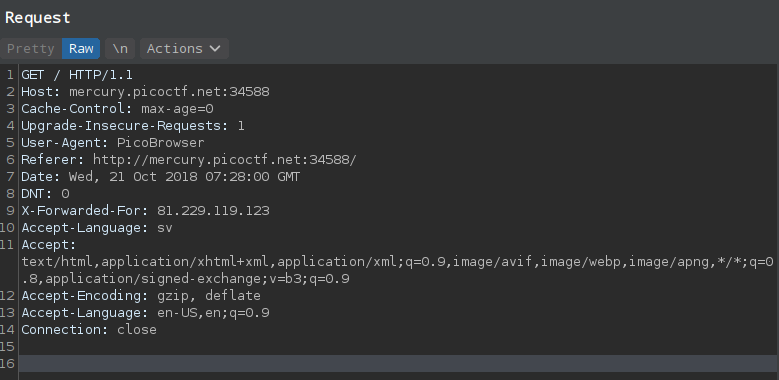 Request
Pretty Raw \n Actions
1 GET / HTTP/1.1
2 Host: mercury.picoctf.net:34588
3 Cache-Control: max-age=0
4 Upgrade-Insecure-Requests: 1
5 User-Agent: PicoBrowser
6 Referer: http://mercury.picoctf.net:34588/
7 Date: Wed, 21 Oct 2018 07:28:00 GMT
8 DNT: 0
9 X-Forwarded-For: 81.229.119.123
10 Accept-Language: sv
11 Accept:
text/html,application/xhtml+xml,application/xml;q=0.9,image/avif,image/webp,image/apng,*/*;q=0
.8,application/signed-exchange;v=b3;q=0.9
12 Accept-Encoding: gzip, deflate
13 Accept-Language: en-US,en;q=0.9
14 Connection: close
15
16